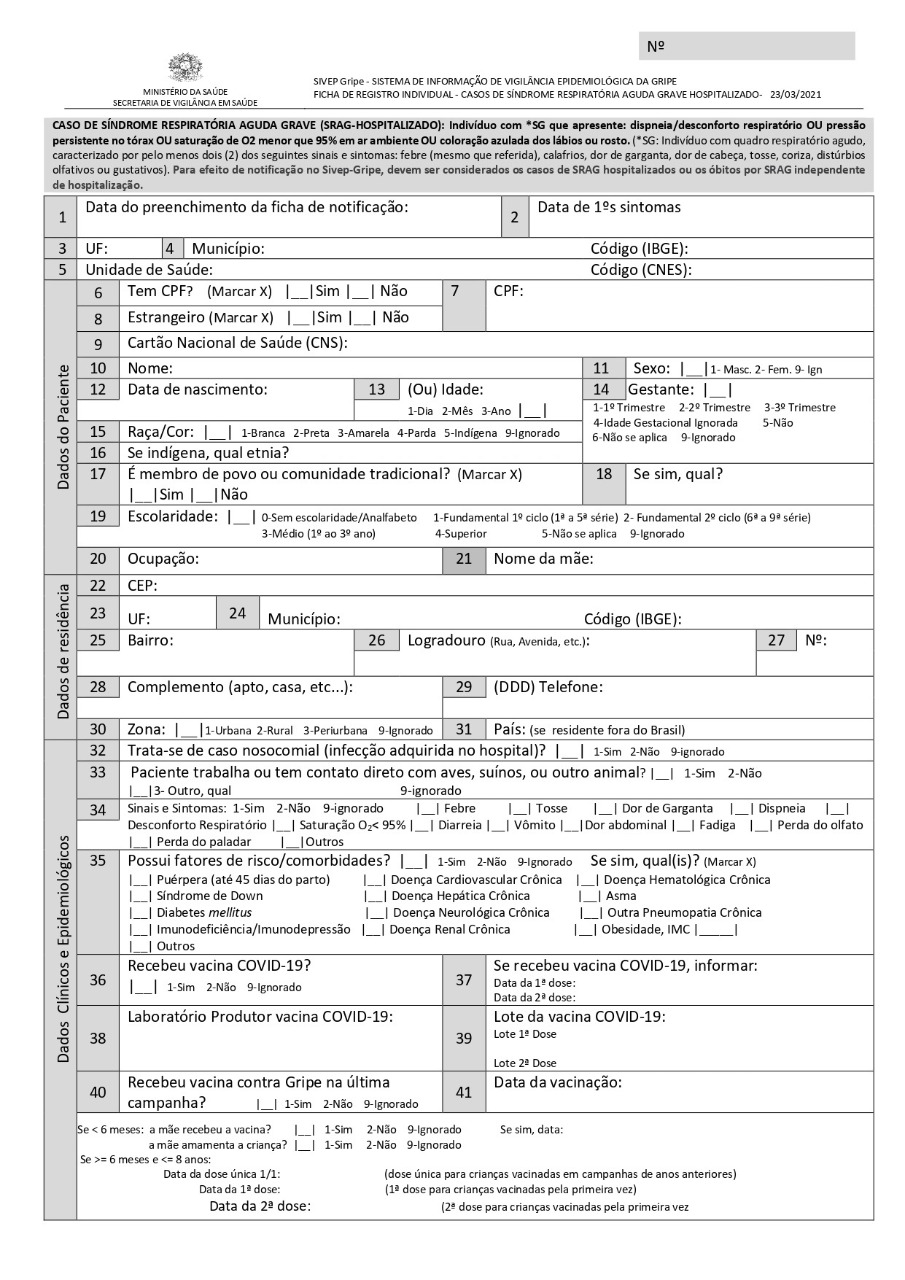 Nº
MINISTÉRIO DA SAÚDE
SECRETARIA DE VIGILÂNCIA EM SAÚDE
SIVEP Gripe - SISTEMA DE INFORMAÇÃO DE VIGILÂNCIA EPIDEMIOLÓGICA DA GRIPE
FICHA DE REGISTRO INDIVIDUAL - CASOS DE SÍNDROME RESPIRATÓRIA AGUDA GRAVE HOSPITALIZADO- 23/03/2021
CASO DE SÍNDROME RESPIRATÓRIA AGUDA GRAVE (SRAG-HOSPITALIZADO): Indivíduo com *SG que apresente: dispneia/desconforto respiratório OU pressão
persistente no tórax OU saturação de O2 menor que 95% em ar ambiente OU coloração azulada dos lábios ou rosto. (*SG: Indivíduo com quadro respiratório agudo,
caracterizado por pelo menos dois (2) dos seguintes sinais e sintomas: febre (mesmo que referida), calafrios, dor de garganta, dor de cabeça, tosse, coriza, distúrbios
olfativos ou gustativos). Para efeito de notificação no Sivep-Gripe, devem ser considerados os casos de SRAG hospitalizados ou os óbitos por SRAG independente
de hospitalização.
1 Data do preenchimento da ficha de notificação: 2 Data de 1ºs sintomas
3 UF: 4 Município: Código (IBGE):
5 Unidade de Saúde: Código (CNES):
Dados do Paciente
6 Tem CPF? (Marcar X) |__|Sim |__| Não 7 CPF:
8 Estrangeiro (Marcar X) |__|Sim |__| Não
9 Cartão Nacional de Saúde (CNS):
10 Nome: 11 Sexo: |__|1- Masc. 2- Fem. 9- Ign
12 Data de nascimento: 13 (Ou) Idade: 14 Gestante: |__|
1-Dia 2-Mês 3-Ano |__| 1-1º Trimestre 2-2º Trimestre 3-3º Trimestre
4-Idade Gestacional Ignorada 5-Não
6-Não se aplica 9-Ignorado
15 Raça/Cor: |__| 1-Branca 2-Preta 3-Amarela 4-Parda 5-Indígena 9-Ignorado
16 Se indígena, qual etnia?
17 É membro de povo ou comunidade tradicional? (Marcar X) 18 Se sim, qual?
|__|Sim |__|Não
19 Escolaridade: |__| 0-Sem escolaridade/Analfabeto 1-Fundamental 1º ciclo (1ª a 5ª série) 2- Fundamental 2º ciclo (6ª a 9ª série)
3-Médio (1º ao 3º ano) 4-Superior 5-Não se aplica 9-Ignorado
20 Ocupação: 21 Nome da mãe:
Dados de residência
22 CEP:
23 UF: 24 Município: Código (IBGE):
25 Bairro: 26 Logradouro (Rua, Avenida, etc.): 27 Nº:
28 Complemento (apto, casa, etc...): 29 (DDD) Telefone:
30 Zona: |__|1-Urbana 2-Rural 3-Periurbana 9-Ignorado 31 País: (se residente fora do Brasil)
Dados Clínicos e Epidemiológicos
32 Trata-se de caso nosocomial (infecção adquirida no hospital)? |__| 1-Sim 2-Não 9-ignorado
33 Paciente trabalha ou tem contato direto com aves, suínos, ou outro animal? |__| 1-Sim 2-Não
|__|3- Outro, qual 9-ignorado
34 Sinais e Sintomas: 1-Sim 2-Não 9-ignorado |__| Febre |__| Tosse |__| Dor de Garganta |__| Dispneia |__|
Desconforto Respiratório |__| Saturação O₂< 95% |__| Diarreia |__| Vômito |__|Dor abdominal |__| Fadiga |__| Perda do olfato
|__| Perda do paladar |__|Outros
35 Possui fatores de risco/comorbidades? |__| 1-Sim 2-Não 9-Ignorado Se sim, qual(is)? (Marcar X)
|__| Puérpera (até 45 dias do parto) |__| Doença Cardiovascular Crônica |__| Doença Hematológica Crônica
|__| Síndrome de Down |__| Doença Hepática Crônica |__| Asma
|__| Diabetes mellitus |__| Doença Neurológica Crônica |__| Outra Pneumopatia Crônica
|__| Imunodeficiência/Imunodepressão |__| Doença Renal Crônica |__| Obesidade, IMC |_____|
|__| Outros
36 Recebeu vacina COVID-19? 37 Se recebeu vacina COVID-19, informar:
|__| 1-Sim 2-Não 9-Ignorado Data da 1ª dose:
Data da 2ª dose:
38 Laboratório Produtor vacina COVID-19: 39 Lote da vacina COVID-19:
Lote 1ª Dose
Lote 2ª Dose
40 Recebeu vacina contra Gripe na última 41 Data da vacinação:
campanha? |__| 1-Sim 2-Não 9-Ignorado
Se < 6 meses: a mãe recebeu a vacina? |__| 1-Sim 2-Não 9-Ignorado Se sim, data:
a mãe amamenta a criança? |__| 1-Sim 2-Não 9-Ignorado
Se >= 6 meses e <= 8 anos:
Data da dose única 1/1: (dose única para crianças vacinadas em campanhas de anos anteriores)
Data da 1ª dose: (1ª dose para crianças vacinadas pela primeira vez)
Data da 2ª dose: (2ª dose para crianças vacinadas pela primeira vez